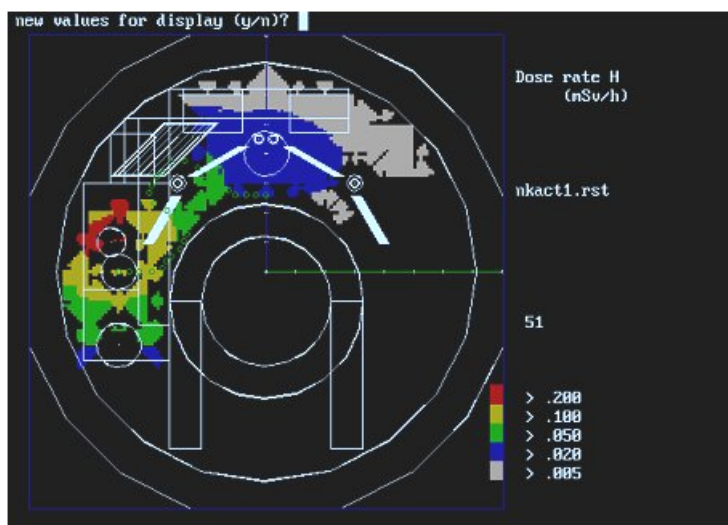 new values for display (y/n)?
Dose rate H
(mSv/h)
nkact1.rst
51
> .200
> .100
> .050
> .020
> .005